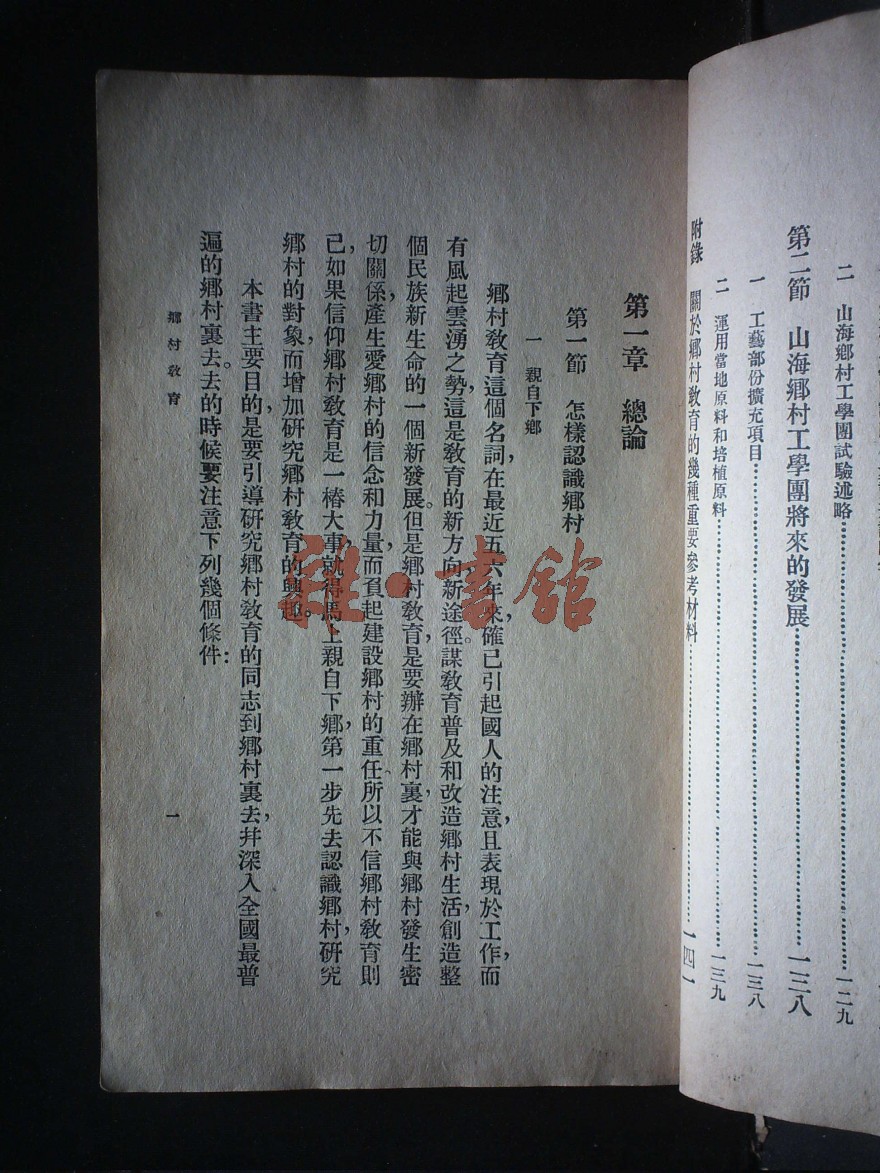 二 山海鄉村工學團試驗述略……一二九
第二節 山海鄉村工學團將來的發展……一三八
一 工藝部份擴充項目……一三八
二 運用當地原料和培植原料……一三九
附錄 關於鄉村敎育的幾種重要參考材料……一四一
第一章 總論
第一節 怎樣認識鄉村
一 親自下鄉
鄉村敎育這個名詞，在最近五六年來，確已引起國人的注意，且表現於工作，而
有風起雲湧之勢，這是敎育的新方向，新途徑。謀敎育普及和改造鄉村生活，創造整
個民族新生命的一個新發展。但是鄉村敎育，是要辦在鄉村裏，才能與鄉村發生密
切關係，產生愛鄉村的信念和力量，而負起建設鄉村的重任、所以不信鄉村敎育則
已，如果信仰鄉村敎育是一樁大事，就得馬上親自下鄉，第一步先去認識鄉村，研究
鄉村的對象，而增加研究鄉村敎育的興趣。
本書主要目的，是要引導研究鄉村敎育的同志到鄉村裏去，幷深入全國最普
遍的鄉村裏去。去的時候要注意下列幾個條件：
鄉村敎育
一
雜·書館